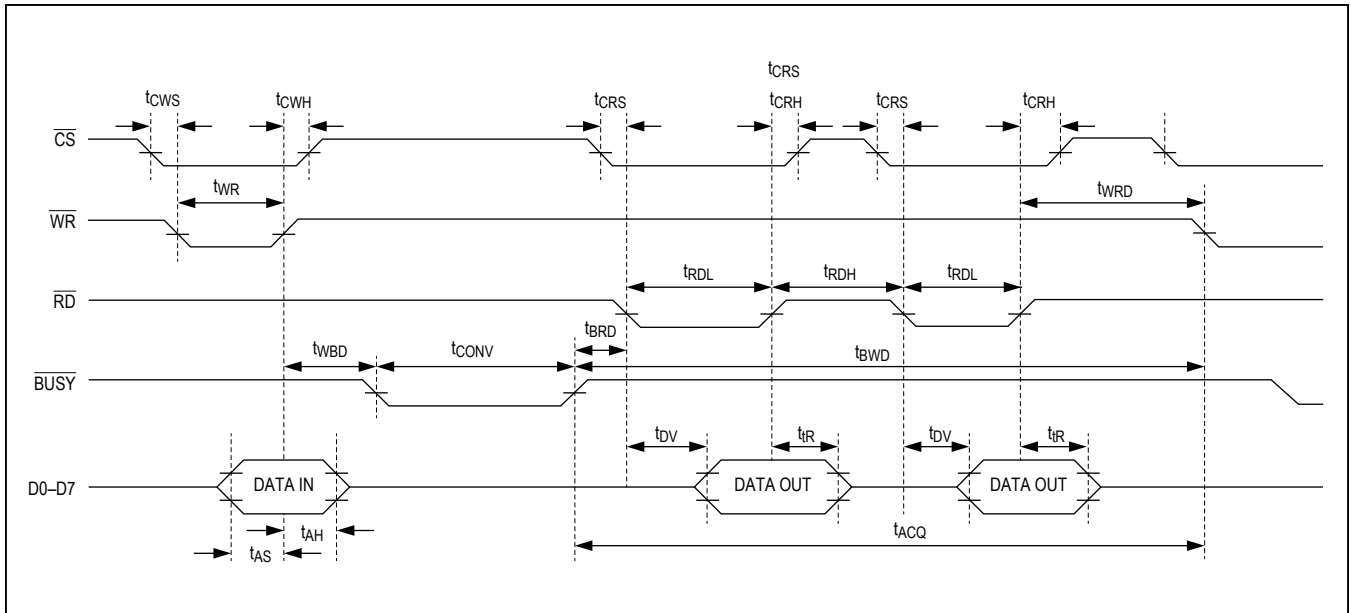 tCRS
tCWS tCWH tCRS tCRH tCRS tCRH
CS
tWR tWRD
WR
tRDL tRDH tRDL
RD
tBRD
tWBD tCONV tBWD
BUSY
tDV ttR tDV ttR
D0–D7 DATA IN DATA OUT DATA OUT
tAH tACQ
tAS